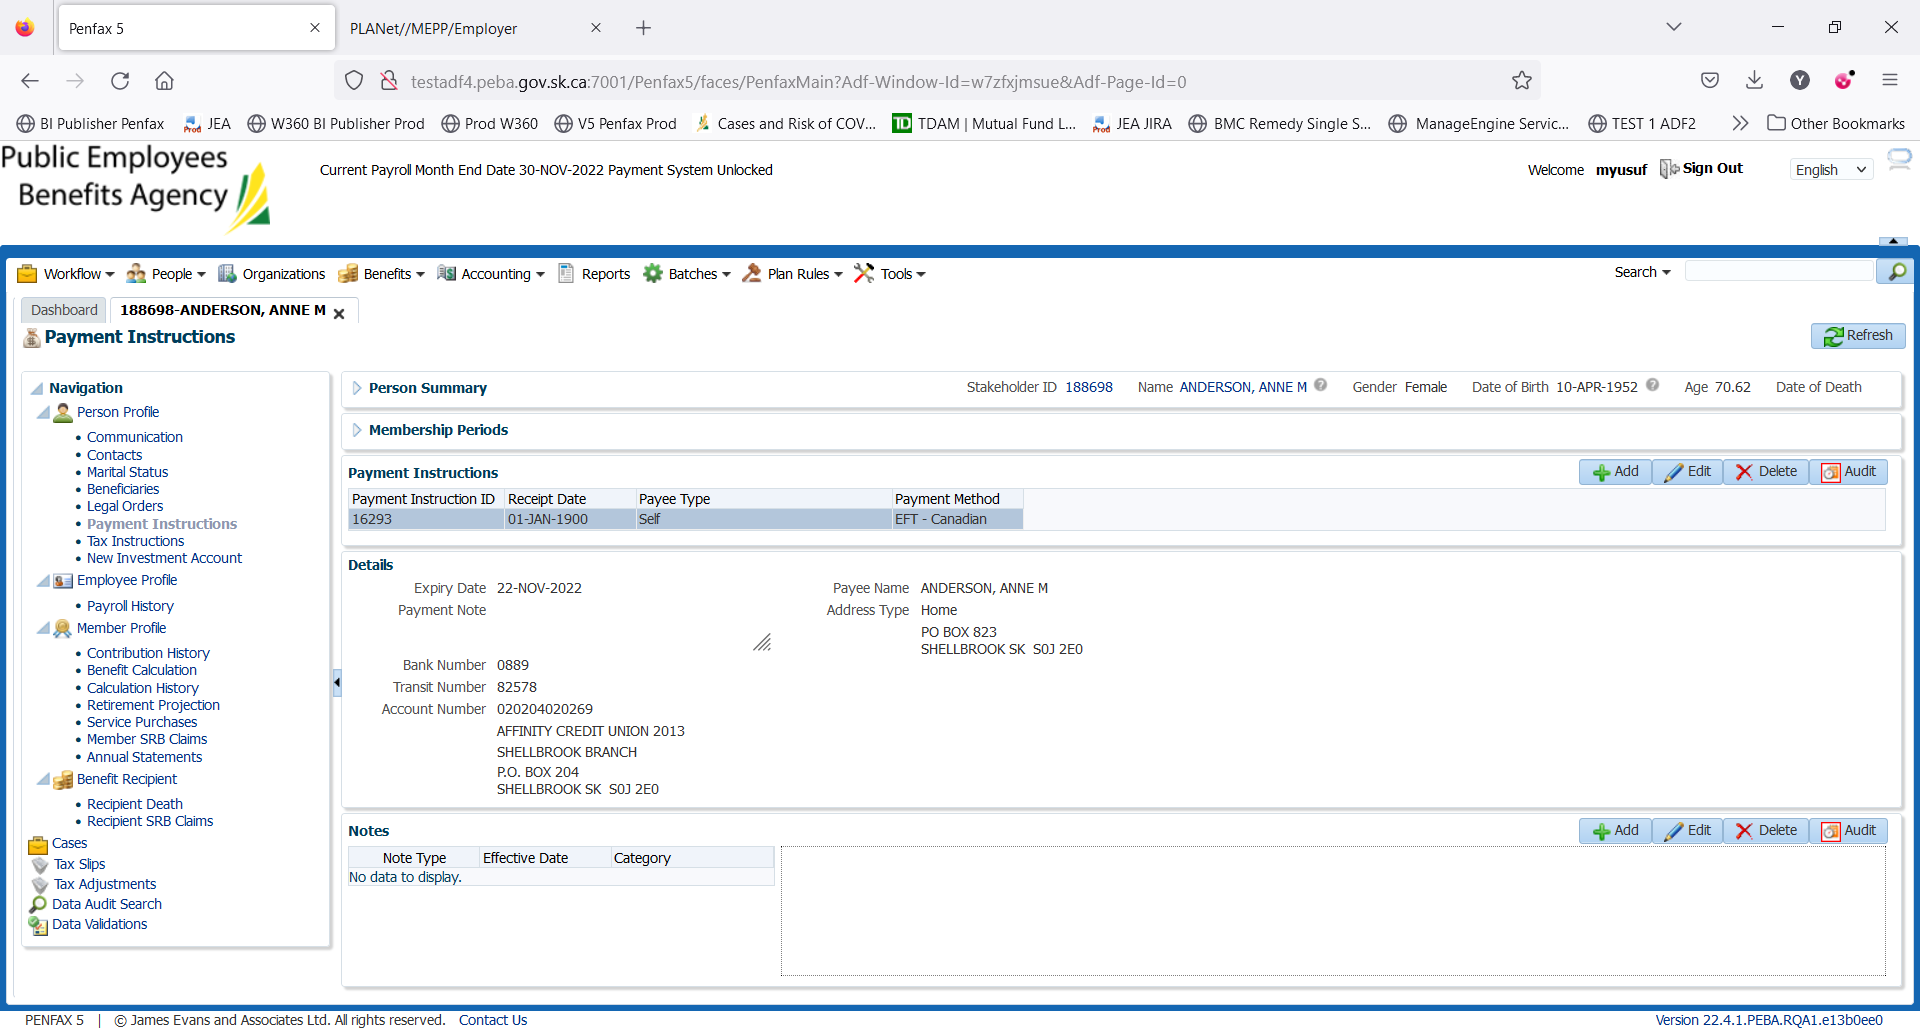 Penfax 5
PLANet//MEPP/Employer
testadf4.peba.gov.sk.ca:7001/Penfax5/faces/PenfaxMain?Adf-Window-Id=w7zfxjmsue&Adf-Page-Id=0
Y
BI Publisher Penfax
JEA
W360 BI Publisher Prod
Prod W360
V5 Penfax Prod
Cases and Risk of COV...
TDAM | Mutual Fund L...
JEA JIRA
BMC Remedy Single S...
ManageEngine Servic...
TEST 1 ADF2
Other Bookmarks
Public Employees
Benefits Agency
Current Payroll Month End Date 30-NOV-2022 Payment System Unlocked
Welcome myusuf Sign Out English
Workflow People Organizations Benefits Accounting Reports Batches Plan Rules Tools Search
Dashboard 188698-ANDERSON, ANNE M
Payment Instructions
Refresh
Navigation
Person Profile
Communication
Contacts
Marital Status
Beneficiaries
Legal Orders
Payment Instructions
Tax Instructions
New Investment Account
Employee Profile
Payroll History
Member Profile
Contribution History
Benefit Calculation
Calculation History
Retirement Projection
Service Purchases
Member SRB Claims
Annual Statements
Benefit Recipient
Recipient Death
Recipient SRB Claims
Cases
Tax Slips
Tax Adjustments
Data Audit Search
Data Validations
Person Summary
Stakeholder ID 188698 Name ANDERSON, ANNE M Gender Female Date of Birth 10-APR-1952 Age 70.62 Date of Death
Membership Periods
Payment Instructions
Add Edit Delete Audit
Payment Instruction ID Receipt Date Payee Type Payment Method
16293 01-JAN-1900 Self EFT - Canadian
Details
Expiry Date 22-NOV-2022
Payment Note
Bank Number 0889
Transit Number 82578
Account Number 020204020269
AFFINITY CREDIT UNION 2013
SHELLBROOK BRANCH
P.O. BOX 204
SHELLBROOK SK S0J 2E0
Payee Name ANDERSON, ANNE M
Address Type Home
PO BOX 823
SHELLBROOK SK S0J 2E0
Notes
Add Edit Delete Audit
Note Type Effective Date Category
No data to display.
PENFAX 5 | © James Evans and Associates Ltd. All rights reserved. Contact Us
Version 22.4.1.PEBA.RQA1.e13b0ee0